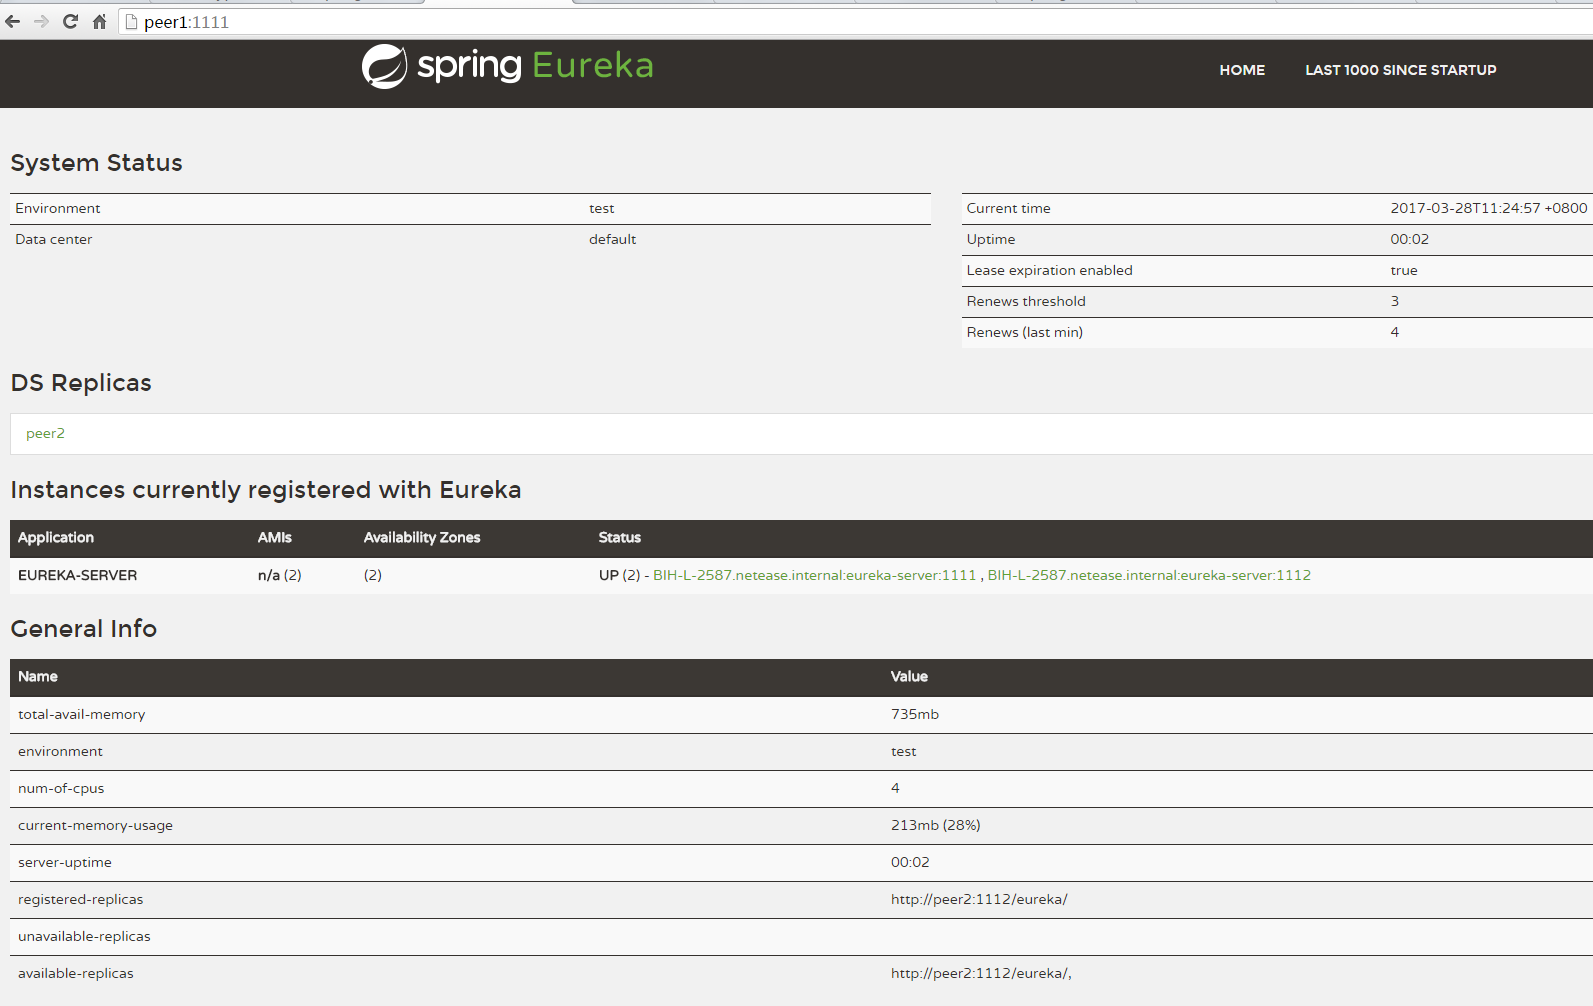 peer1:1111
spring Eureka
HOME LAST 1000 SINCE STARTUP
System Status
Environment test
Data center default
Current time 2017-03-28T11:24:57 +0800
Uptime 00:02
Lease expiration enabled true
Renews threshold 3
Renews (last min) 4
DS Replicas
peer2
Instances currently registered with Eureka
Application AMIs Availability Zones Status
EUREKA-SERVER n/a (2) (2) UP (2) - BIH-L-2587.netease.internal:eureka-server:1111 , BIH-L-2587.netease.internal:eureka-server:1112
General Info
Name Value
total-avail-memory 735mb
environment test
num-of-cpus 4
current-memory-usage 213mb (28%)
server-uptime 00:02
registered-replicas http://peer2:1112/eureka/
unavailable-replicas
available-replicas http://peer2:1112/eureka/,